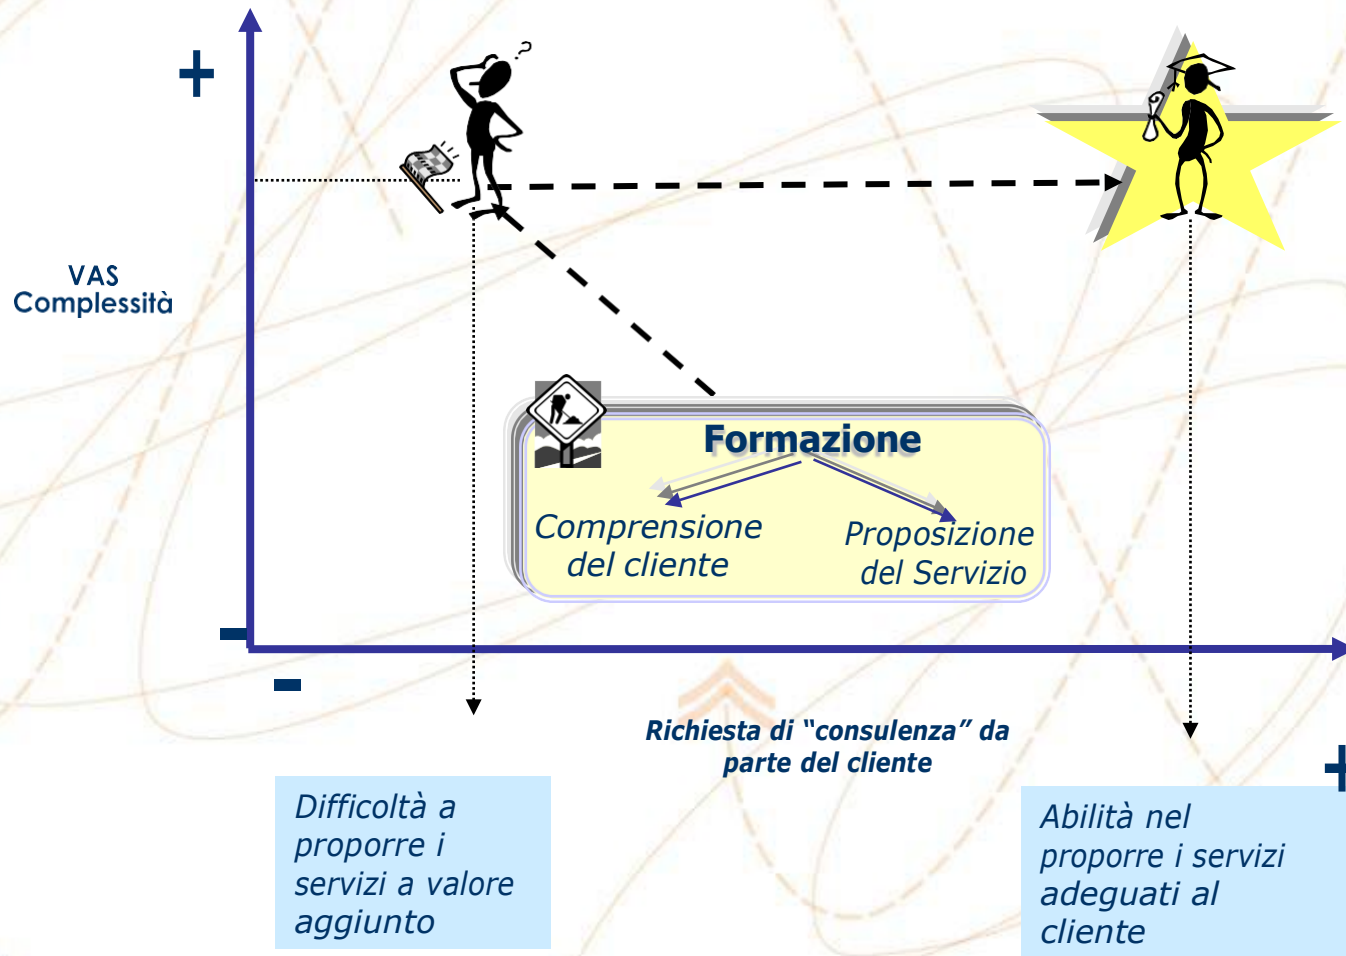 +
?
VAS
Complessità
Formazione
Comprensione
del cliente
Proposizione
del Servizio
-
-
Richiesta di “consulenza” da
parte del cliente
+
Difficoltà a
proporre i
servizi a valore
aggiunto
Abilità nel
proporre i servizi
adeguati al
cliente